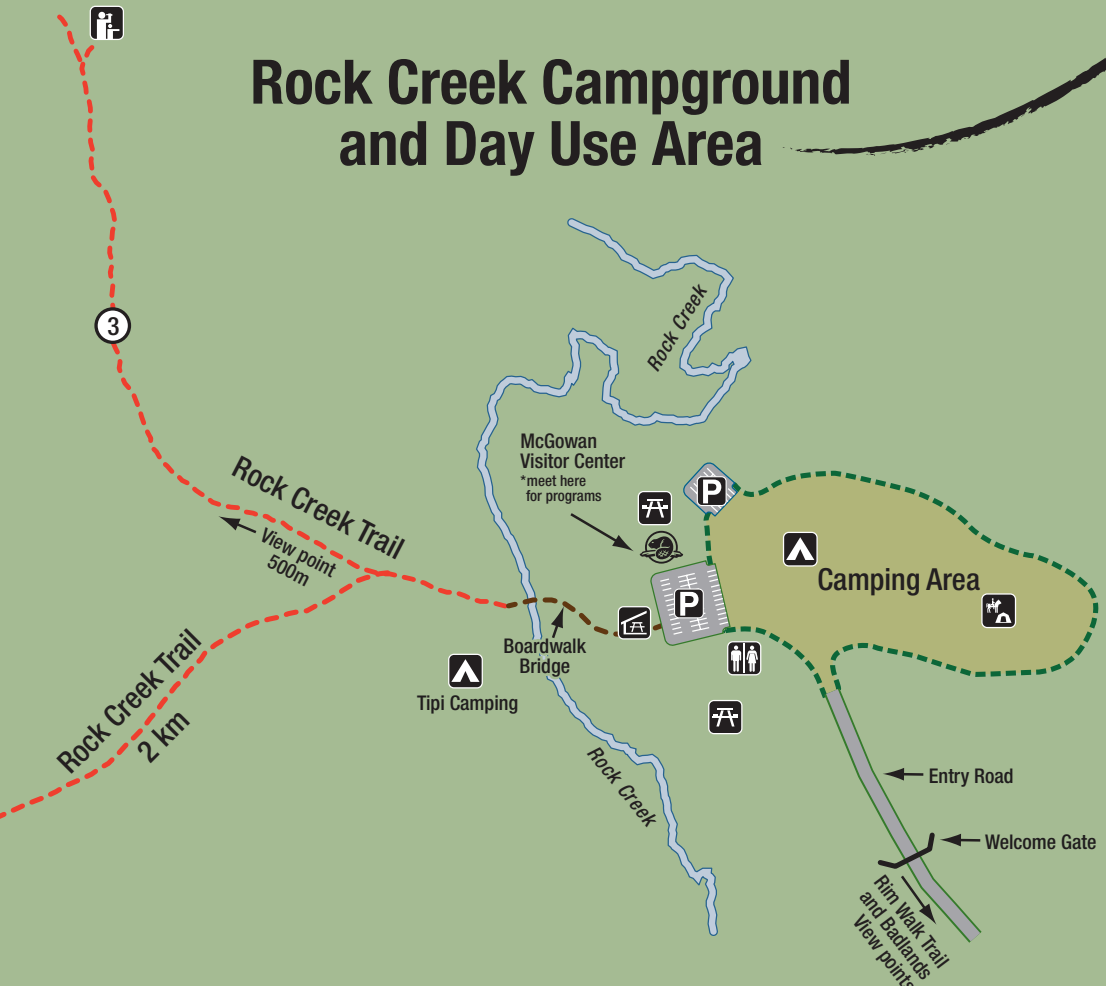 Rock Creek Campground
and Day Use Area
3
Rock Creek
McGowan
Visitor Center
*meet here
for programs
P
Rock Creek Trail
View point
500m
Camping Area
P
Boardwalk
Bridge
Rock Creek Trail
2 km
Tipi Camping
Rock Creek
Entry Road
Welcome Gate
Rim Walk Trail
and Badlands
View points